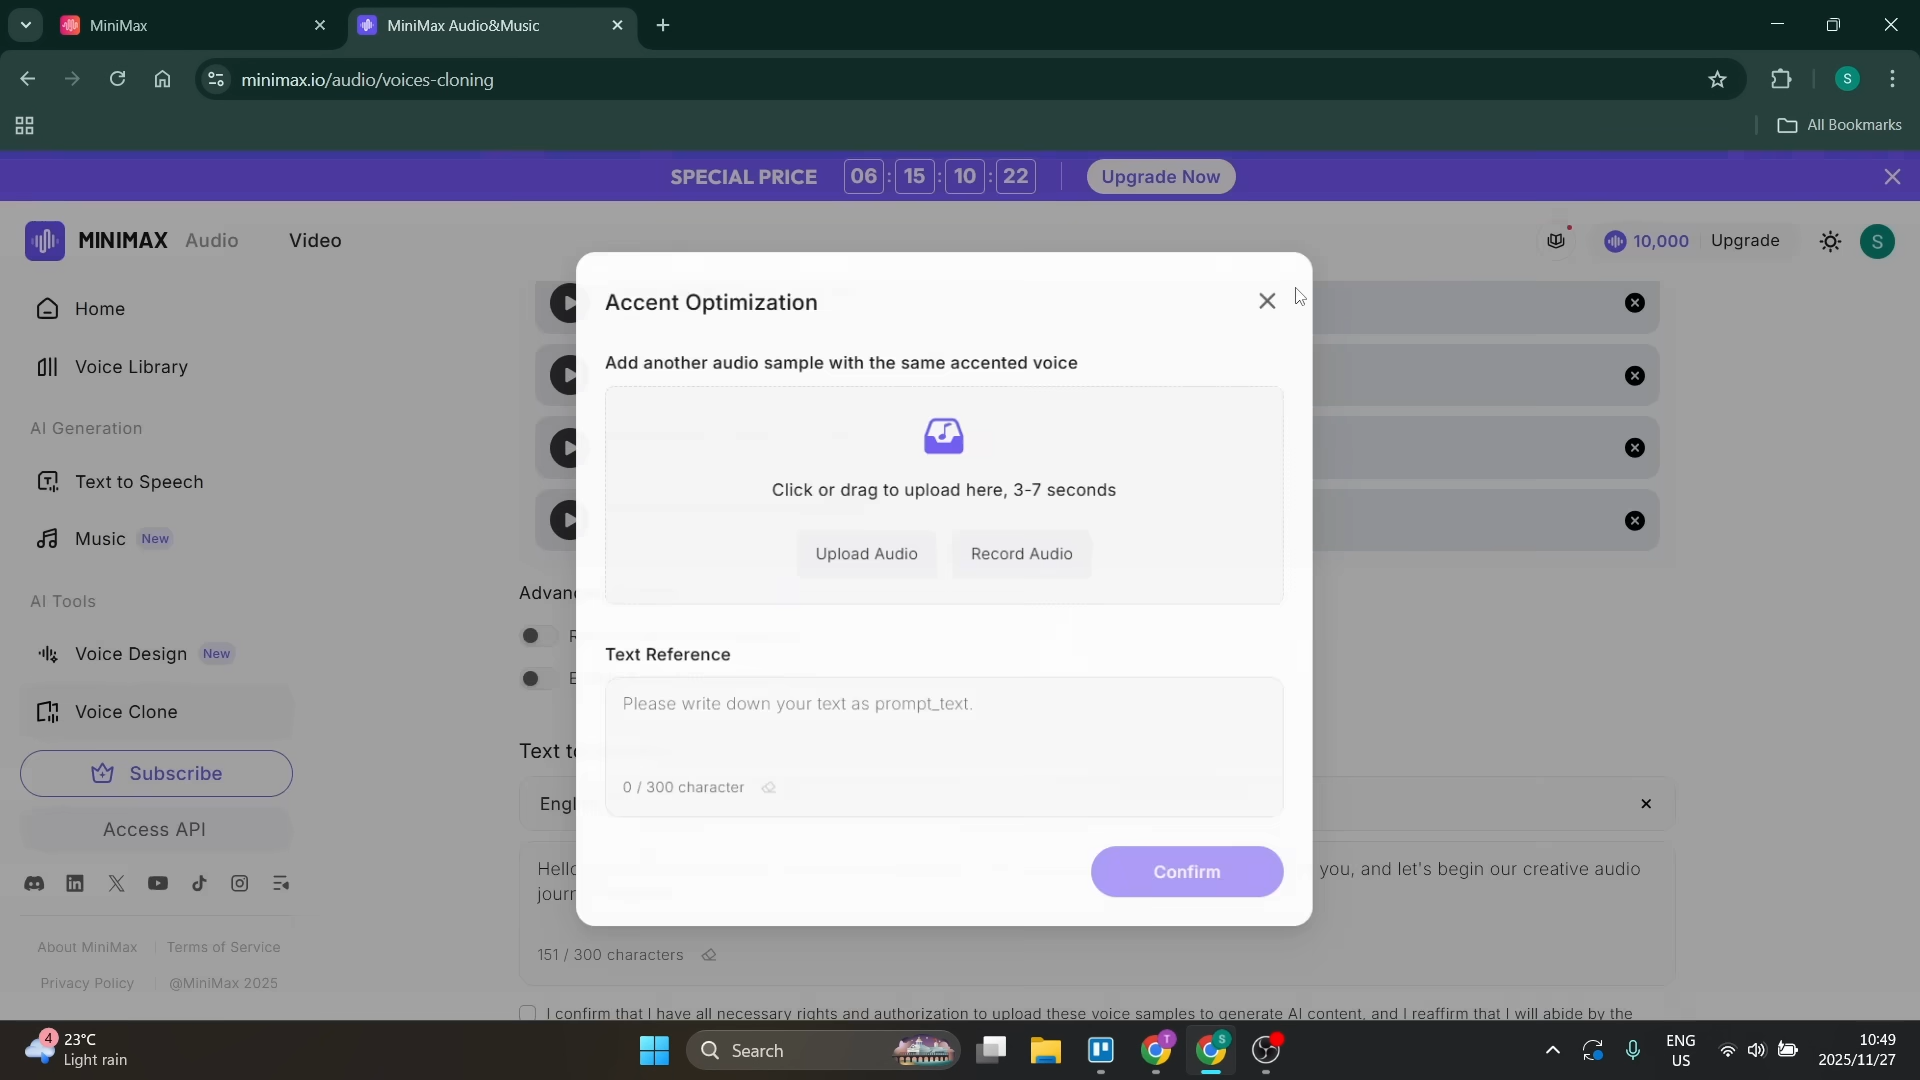 MiniMax
MiniMax Audio&Music
minimax.io/audio/voices-cloning
S
All Bookmarks
SPECIAL PRICE 06 : 15 : 10 : 22 Upgrade Now
MINIMAX Audio Video
10,000 Upgrade
S
Home
Voice Library
AI Generation
Text to Speech
Music New
AI Tools
Voice Design New
Voice Clone
Subscribe
Access API
About MiniMax Terms of Service
Privacy Policy @MiniMax 2025
Accent Optimization
Add another audio sample with the same accented voice
Click or drag to upload here, 3-7 seconds
Upload Audio Record Audio
Text Reference
Please write down your text as prompt_text.
0 / 300 character
Confirm
you, and let's begin our creative audio
151 / 300 characters
I confirm that I have all necessary rights and authorization to upload these voice samples to generate AI content, and I reaffirm that I will abide by the
4 23°C
Light rain
Search
T
S
ENG
US
10:49
2025/11/27